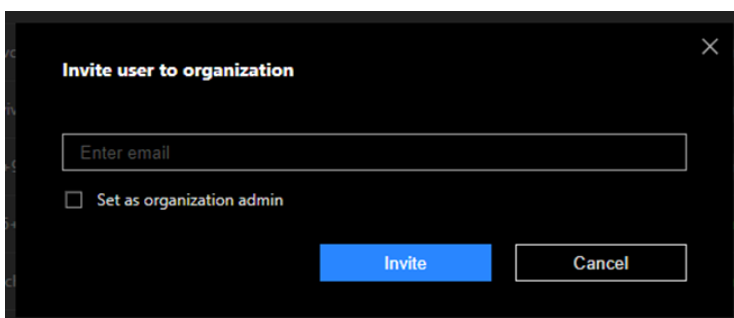 Invite user to organization
Enter email
Set as organization admin
Invite Cancel